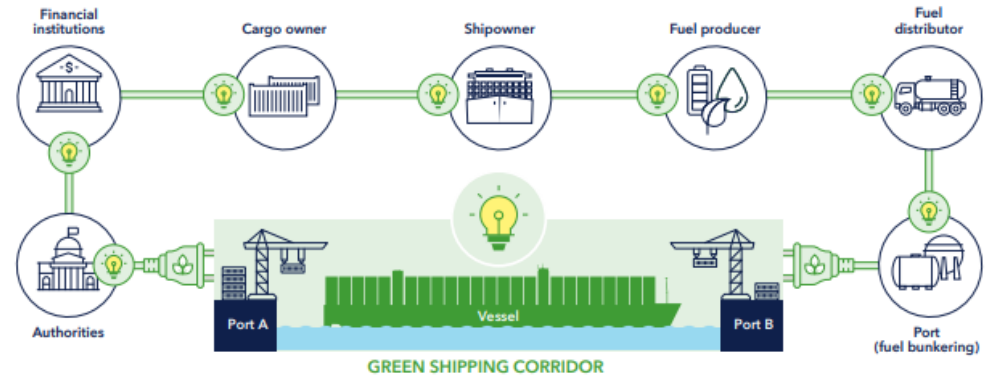 Financial
institutions
Cargo owner
Shipowner
Fuel producer
Fuel
distributor
$
Authorities
Port A
Vessel
Port B
Port
(fuel bunkering)
GREEN SHIPPING CORRIDOR